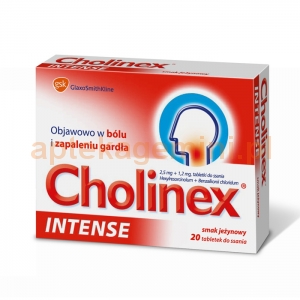 gsk GlaxoSmithKline
Objawowo w bólu
i zapaleniu gardła
2,5 mg + 1,2 mg, tabletki do ssania
Hexylresorcinolum + Benzalkonii chloridum
Cholinex®
INTENSE
smak jeżynowy
20 tabletek do ssania